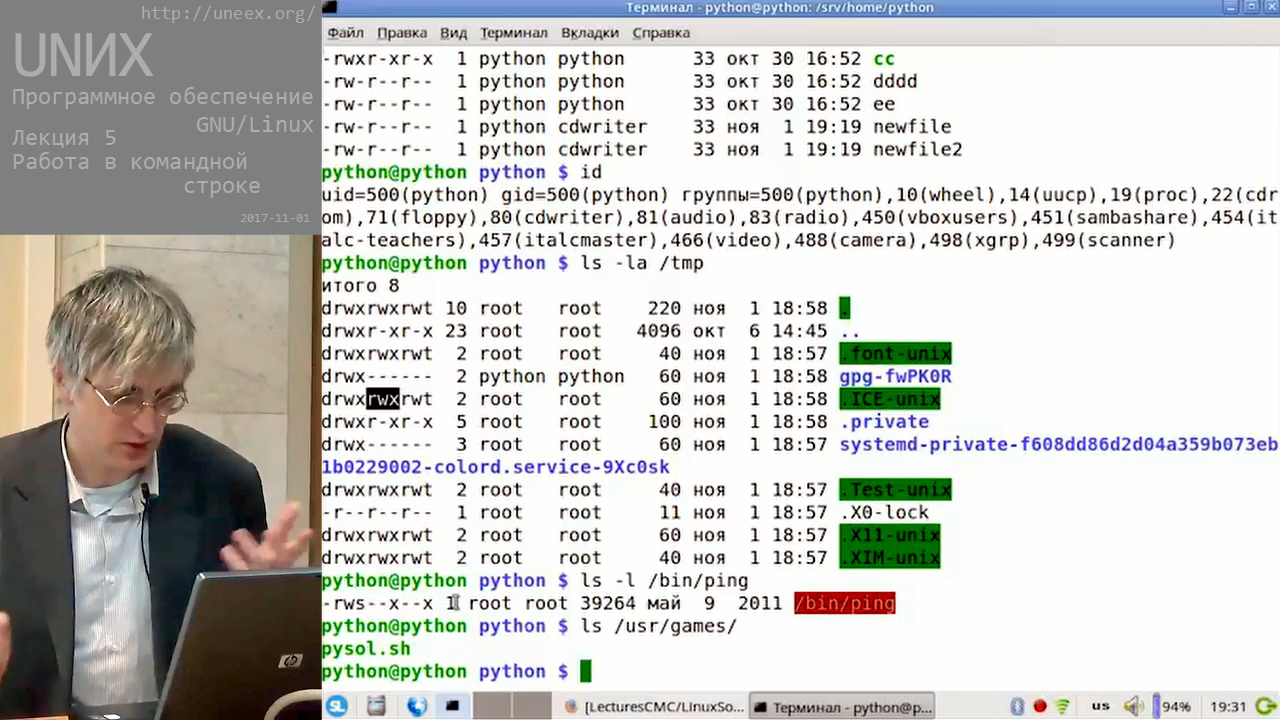 http://uneex.org/
UNИX
Программное обеспечение
GNU/Linux
Лекция 5
Работа в командной
строке
2017-11-01
Терминал - python@python: /srv/home/python
Файл Правка Вид Терминал Вкладки Справка
-rwxr-xr-x 1 python python 33 окт 30 16:52 cc
-rw-r--r-- 1 python python 33 окт 30 16:52 dddd
-rw-r--r-- 1 python python 33 окт 30 16:52 ee
-rw-r--r-- 1 python cdwriter 33 ноя 1 19:19 newfile
-rw-r--r-- 1 python cdwriter 33 ноя 1 19:19 newfile2
python@python python $ id
uid=500(python) gid=500(python) группы=500(python),10(wheel),14(uucp),19(proc),22(cdr
om),71(floppy),80(cdwriter),81(audio),83(radio),450(vboxusers),451(sambashare),454(it
alc-teachers),457(italcmaster),466(video),488(camera),498(xgrp),499(scanner)
python@python python $ ls -la /tmp
итого 8
drwxrwxrwt 10 root root 220 ноя 1 18:58 .
drwxr-xr-x 23 root root 4096 окт 6 14:45 ..
drwxrwxrwt 2 root root 40 ноя 1 18:57 .font-unix
drwx------ 2 python python 60 ноя 1 18:58 gpg-fwPK0R
drwxrwxrwt 2 root root 60 ноя 1 18:58 .ICE-unix
drwxr-xr-x 5 root root 100 ноя 1 18:58 .private
drwx------ 3 root root 60 ноя 1 18:57 systemd-private-f608dd86d2d04a359b073eb
1b0229002-colord.service-9Xc0sk
drwxrwxrwt 2 root root 40 ноя 1 18:57 .Test-unix
-r--r--r-- 1 root root 11 ноя 1 18:57 .X0-lock
drwxrwxrwt 2 root root 60 ноя 1 18:57 .X11-unix
drwxrwxrwt 2 root root 40 ноя 1 18:57 .XIM-unix
python@python python $ ls -l /bin/ping
-rws--x--x 1 root root 39264 май 9 2011 /bin/ping
python@python python $ ls /usr/games/
pysol.sh
python@python python $
hp
SL [LecturesCMC/LinuxSo... Терминал - python@p... us 94% 19:31